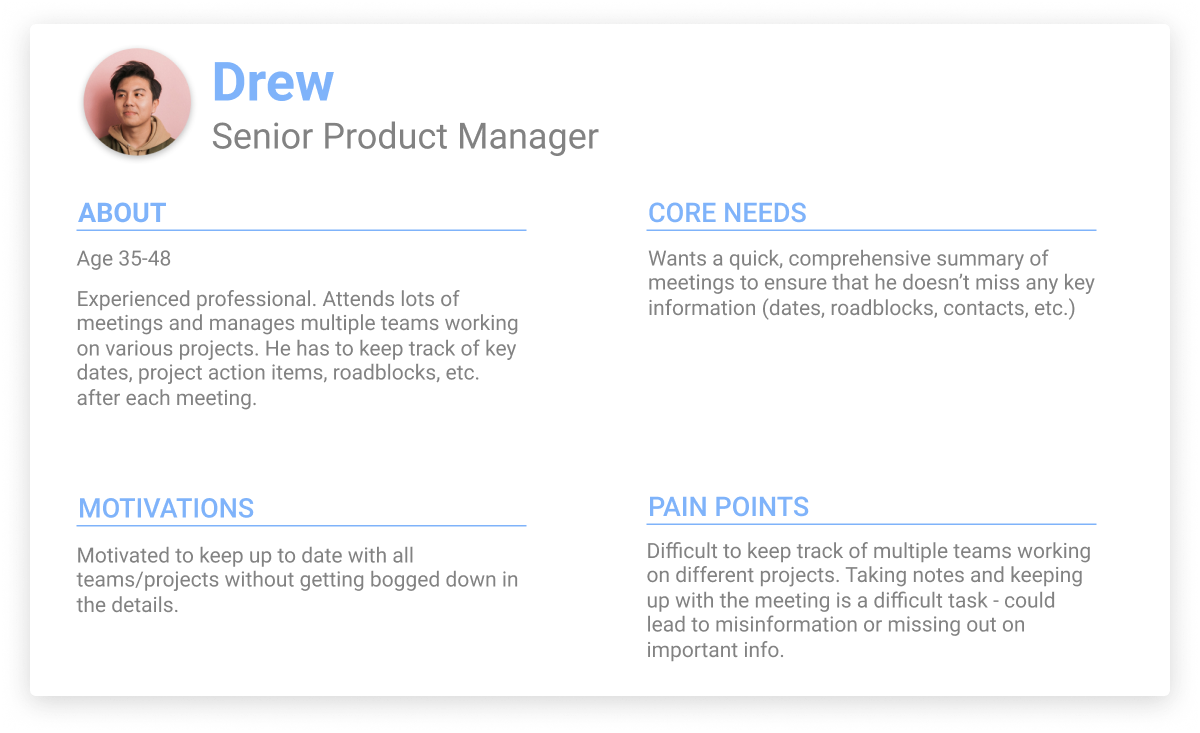 Drew
Senior Product Manager
ABOUT
Age 35-48
Experienced professional. Attends lots of
meetings and manages multiple teams working
on various projects. He has to keep track of key
dates, project action items, roadblocks, etc.
after each meeting.
CORE NEEDS
Wants a quick, comprehensive summary of
meetings to ensure that he doesn’t miss any key
information (dates, roadblocks, contacts, etc.)
MOTIVATIONS
Motivated to keep up to date with all
teams/projects without getting bogged down in
the details.
PAIN POINTS
Difficult to keep track of multiple teams working
on different projects. Taking notes and keeping
up with the meeting is a difficult task - could
lead to misinformation or missing out on
important info.